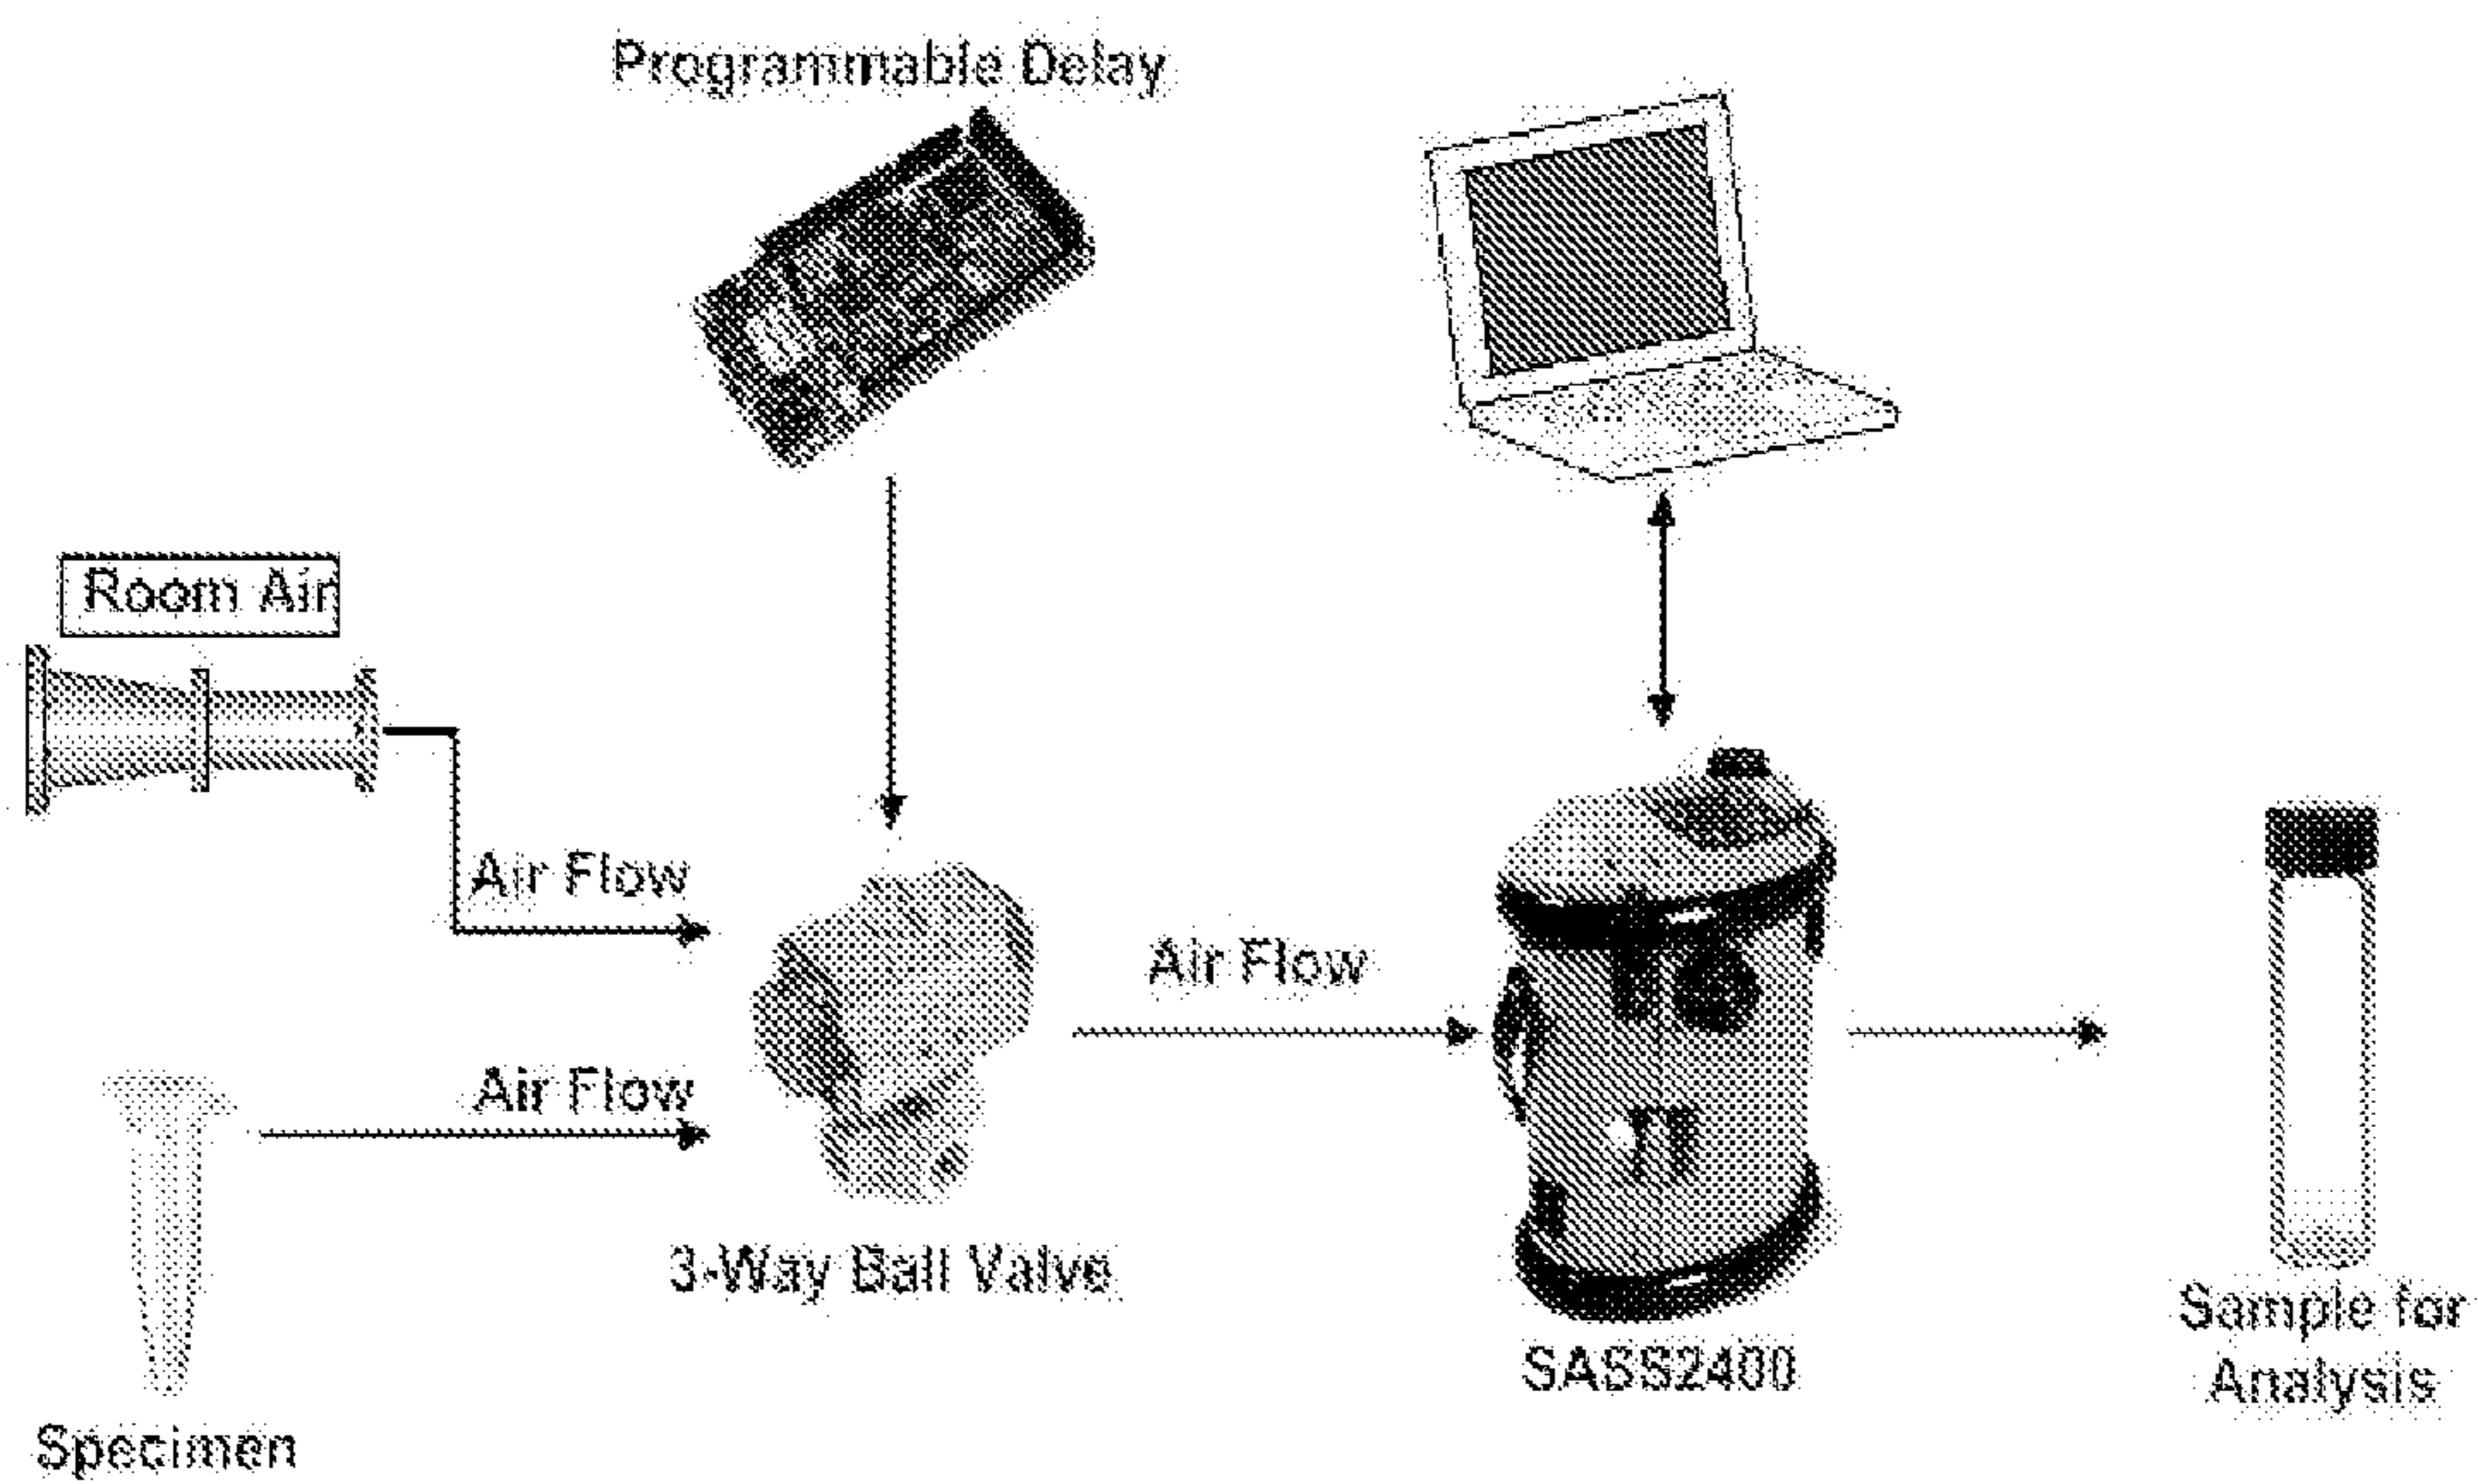 Programmable Delay
Room Air
Air Flow
Air Flow
Air Flow
3-Way Ball Valve
SASS2400
Sample for
Analysis
Specimen